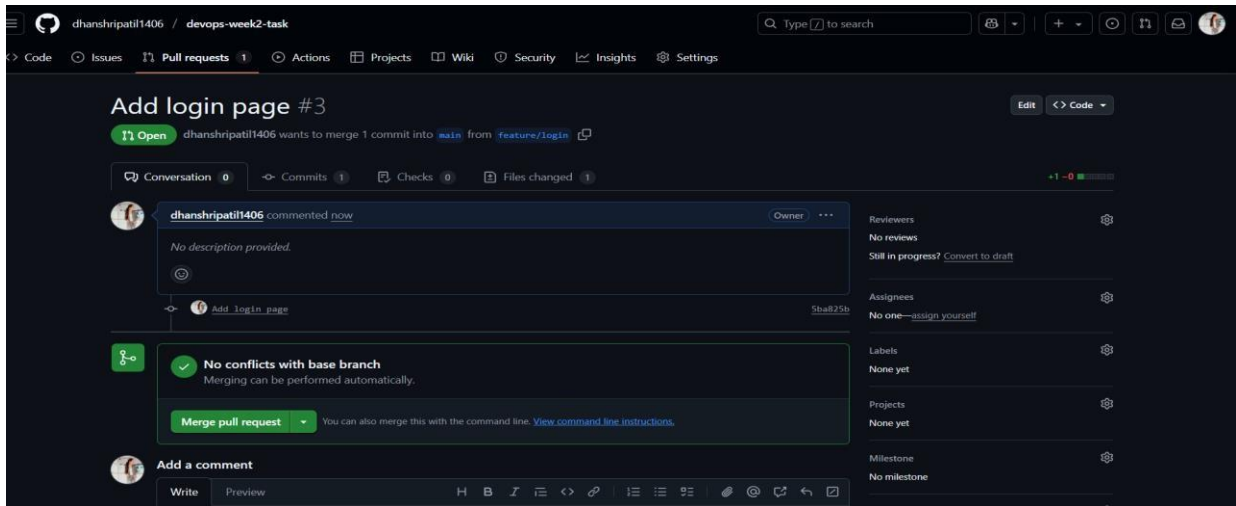 dhanshripatil1406 / devops-week2-task
Type / to search
<> Code Issues Pull requests 1 Actions Projects Wiki Security Insights Settings
Add login page #3
Edit <> Code
Open dhanshripatil1406 wants to merge 1 commit into main from feature/login
Conversation 0 Commits 1 Checks 0 Files changed 1 +1 −0
dhanshripatil1406 commented now Owner ...
No description provided.
Add login page 5ba825b
No conflicts with base branch
Merging can be performed automatically.
Merge pull request You can also merge this with the command line. View command line instructions.
Add a comment
Write Preview H B I
Reviewers
No reviews
Still in progress? Convert to draft
Assignees
No one—assign yourself
Labels
None yet
Projects
None yet
Milestone
No milestone